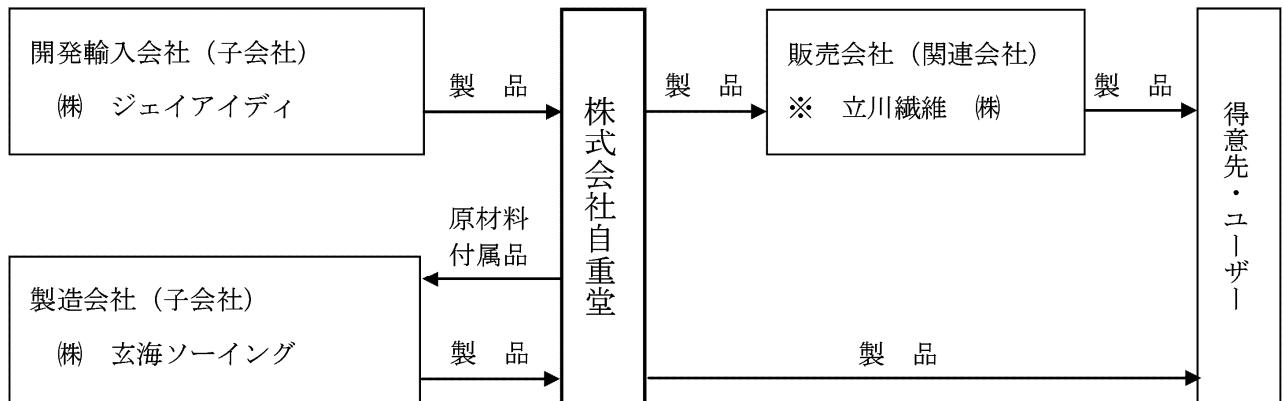 開発輸入会社（子会社）
㈱　ジェイアイディ
製　品
原材料
付属品
製造会社（子会社）
㈱　玄海ソーイング
製　品
株式会社自重堂
製　品
販売会社（関連会社）
※　立川繊維　㈱
製　品
製　品
得意先・ユーザー